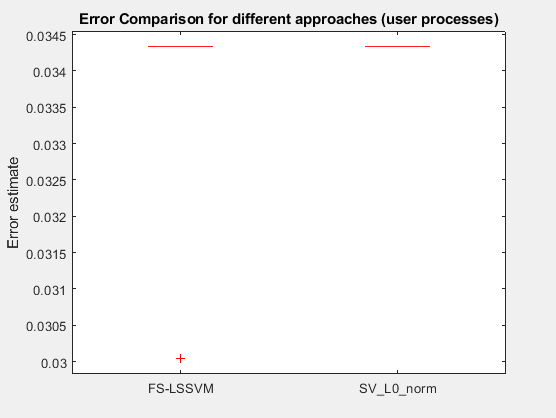 Error Comparison for different approaches (user processes)
0.0345
0.034
0.0335
0.033
0.0325
0.032
0.0315
0.031
0.0305
0.03
Error estimate
FS-LSSVM
SV_L0_norm